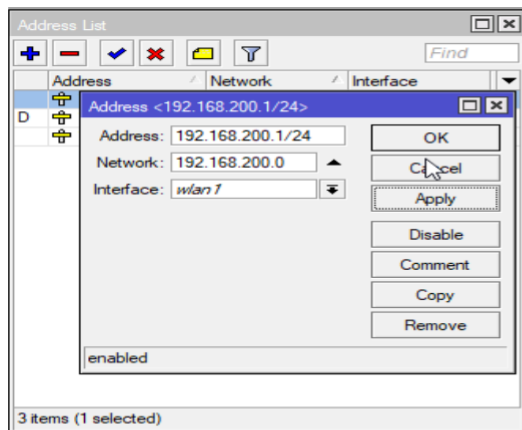 Address List
Find
Address Network Interface
D
Address <192.168.200.1/24>
Address: 192.168.200.1/24 OK
Network: 192.168.200.0 Cancel
Interface: wlan1 Apply
Disable
Comment
Copy
Remove
enabled
3 items (1 selected)